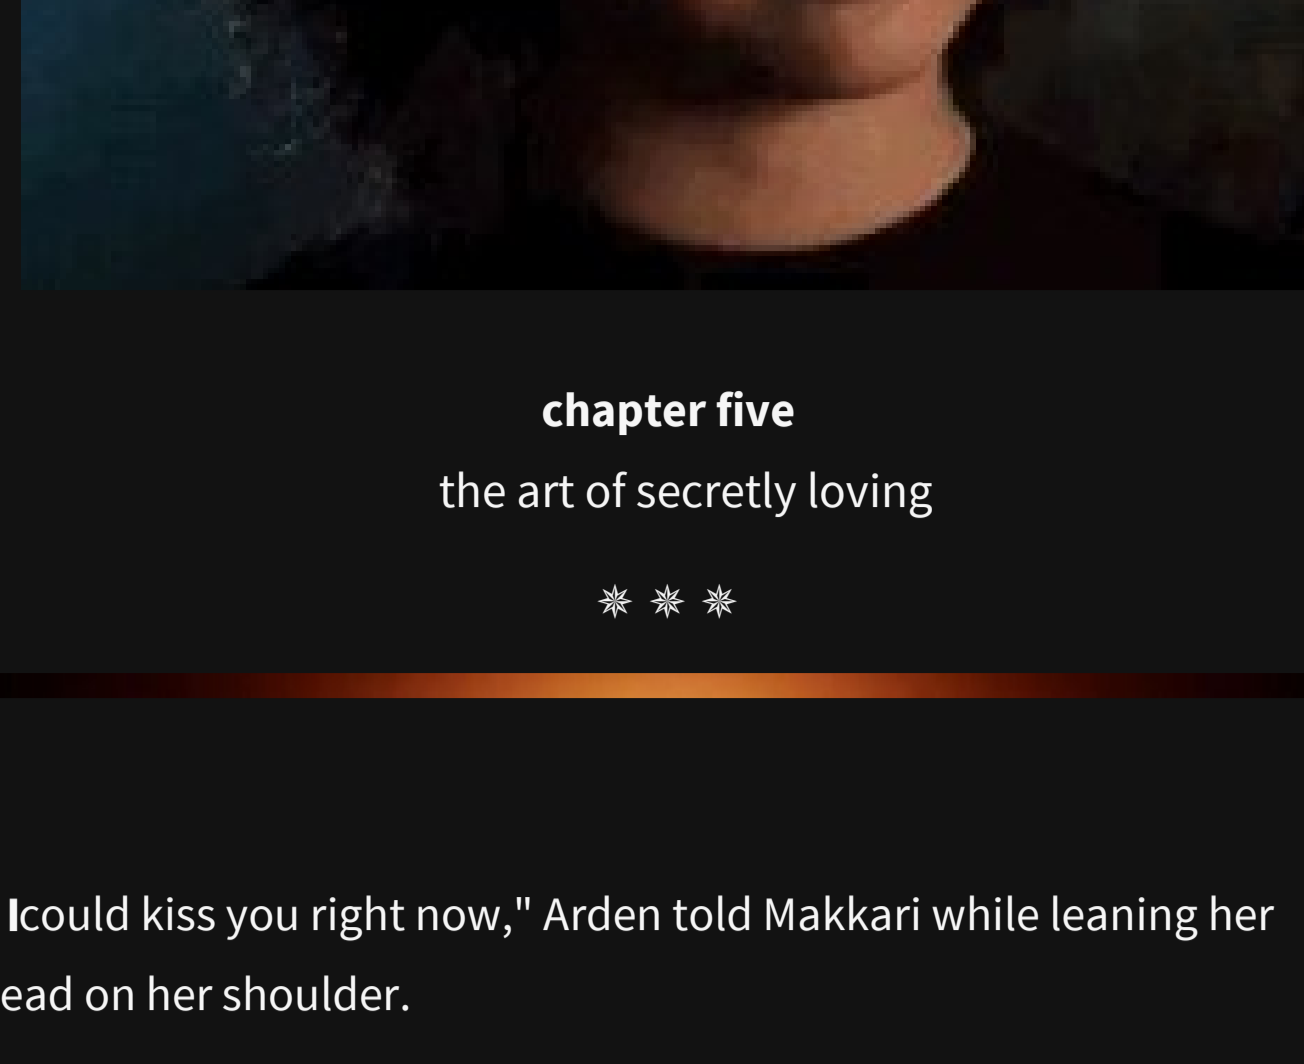 chapter five
the art of secretly loving
✵ ✵ ✵
Icould kiss you right now," Arden told Makkari while leaning her
ead on her shoulder.